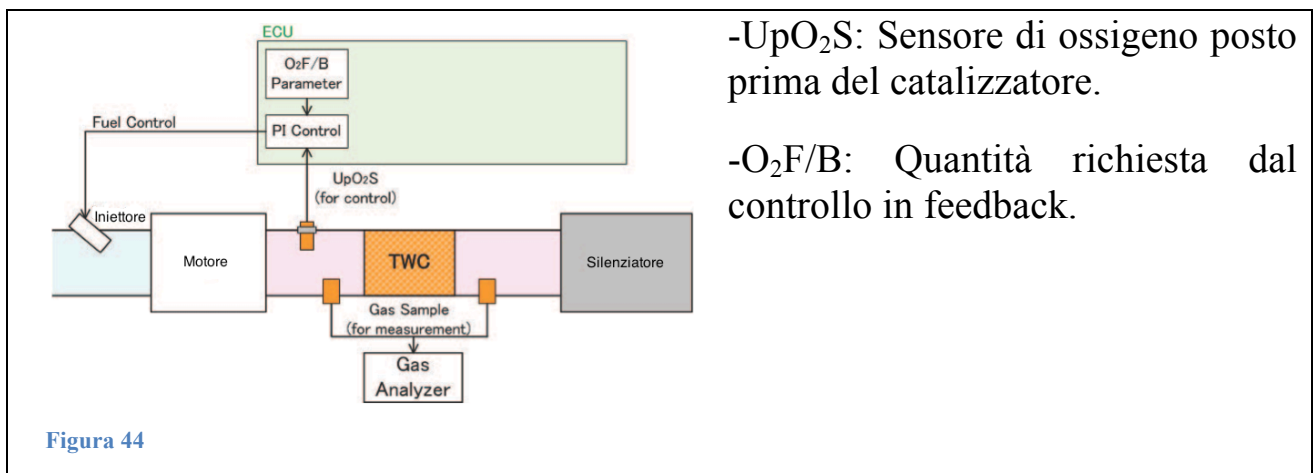 ECU
O₂F/B
Parameter
Fuel Control
PI Control
UpO₂S
(for control)
Iniettore
Motore
TWC
Silenziatore
Gas Sample
(for measurement)
Gas
Analyzer
-UpO₂S: Sensore di ossigeno posto
prima del catalizzatore.
-O₂F/B: Quantità richiesta dal
controllo in feedback.
Figura 44